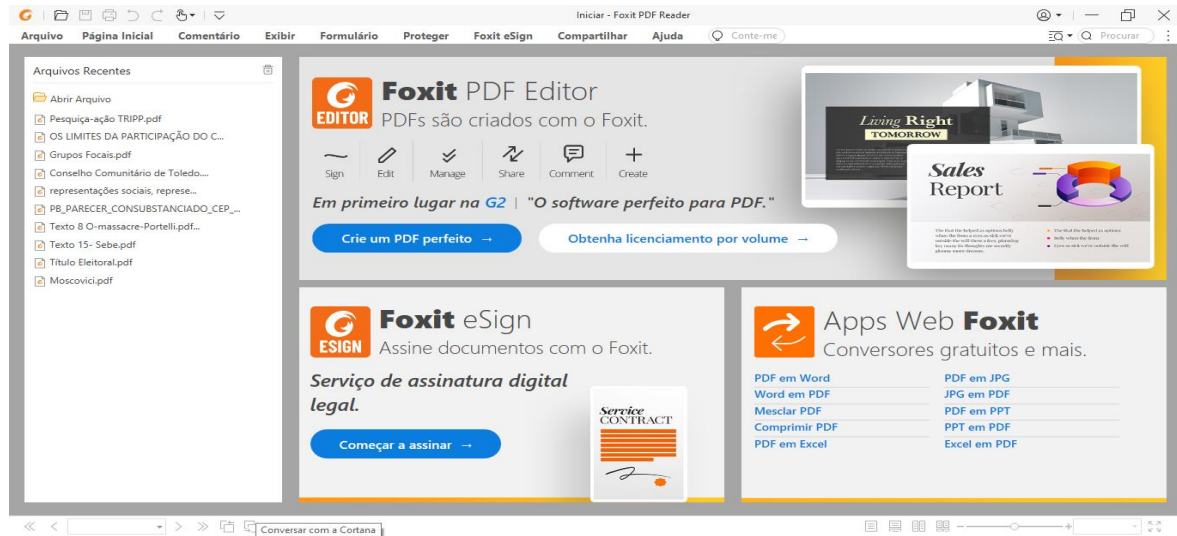 Iniciar - Foxit PDF Reader
Arquivo Página Inicial Comentário Exibir Formulário Proteger Foxit eSign Compartilhar Ajuda Conte-me Procurar
Arquivos Recentes
Abrir Arquivo
Pesquiça-ação TRIPP.pdf
OS LIMITES DA PARTICIPAÇÃO DO C...
Grupos Focais.pdf
Conselho Comunitário de Toledo....
representações sociais, represe...
PB_PARECER_CONSUBSTANCIADO_CEP_...
Texto 8 O-massacre-Portelli.pdf...
Texto 15- Sebe.pdf
Título Eleitoral.pdf
Moscovici.pdf
EDITOR
Foxit PDF Editor
PDFs são criados com o Foxit.
Sign Edit Manage Share Comment Create
Em primeiro lugar na G2 | "O software perfeito para PDF."
Crie um PDF perfeito → Obtenha licenciamento por volume →
Living Right
TOMORROW
Sales
Report
ESIGN
Foxit eSign
Assine documentos com o Foxit.
Serviço de assinatura digital
legal.
Começar a assinar →
Service
CONTRACT
Apps Web Foxit
Conversores gratuitos e mais.
PDF em Word PDF em JPG
Word em PDF JPG em PDF
Mesclar PDF PDF em PPT
Comprimir PDF PPT em PDF
PDF em Excel Excel em PDF
Conversar com a Cortana